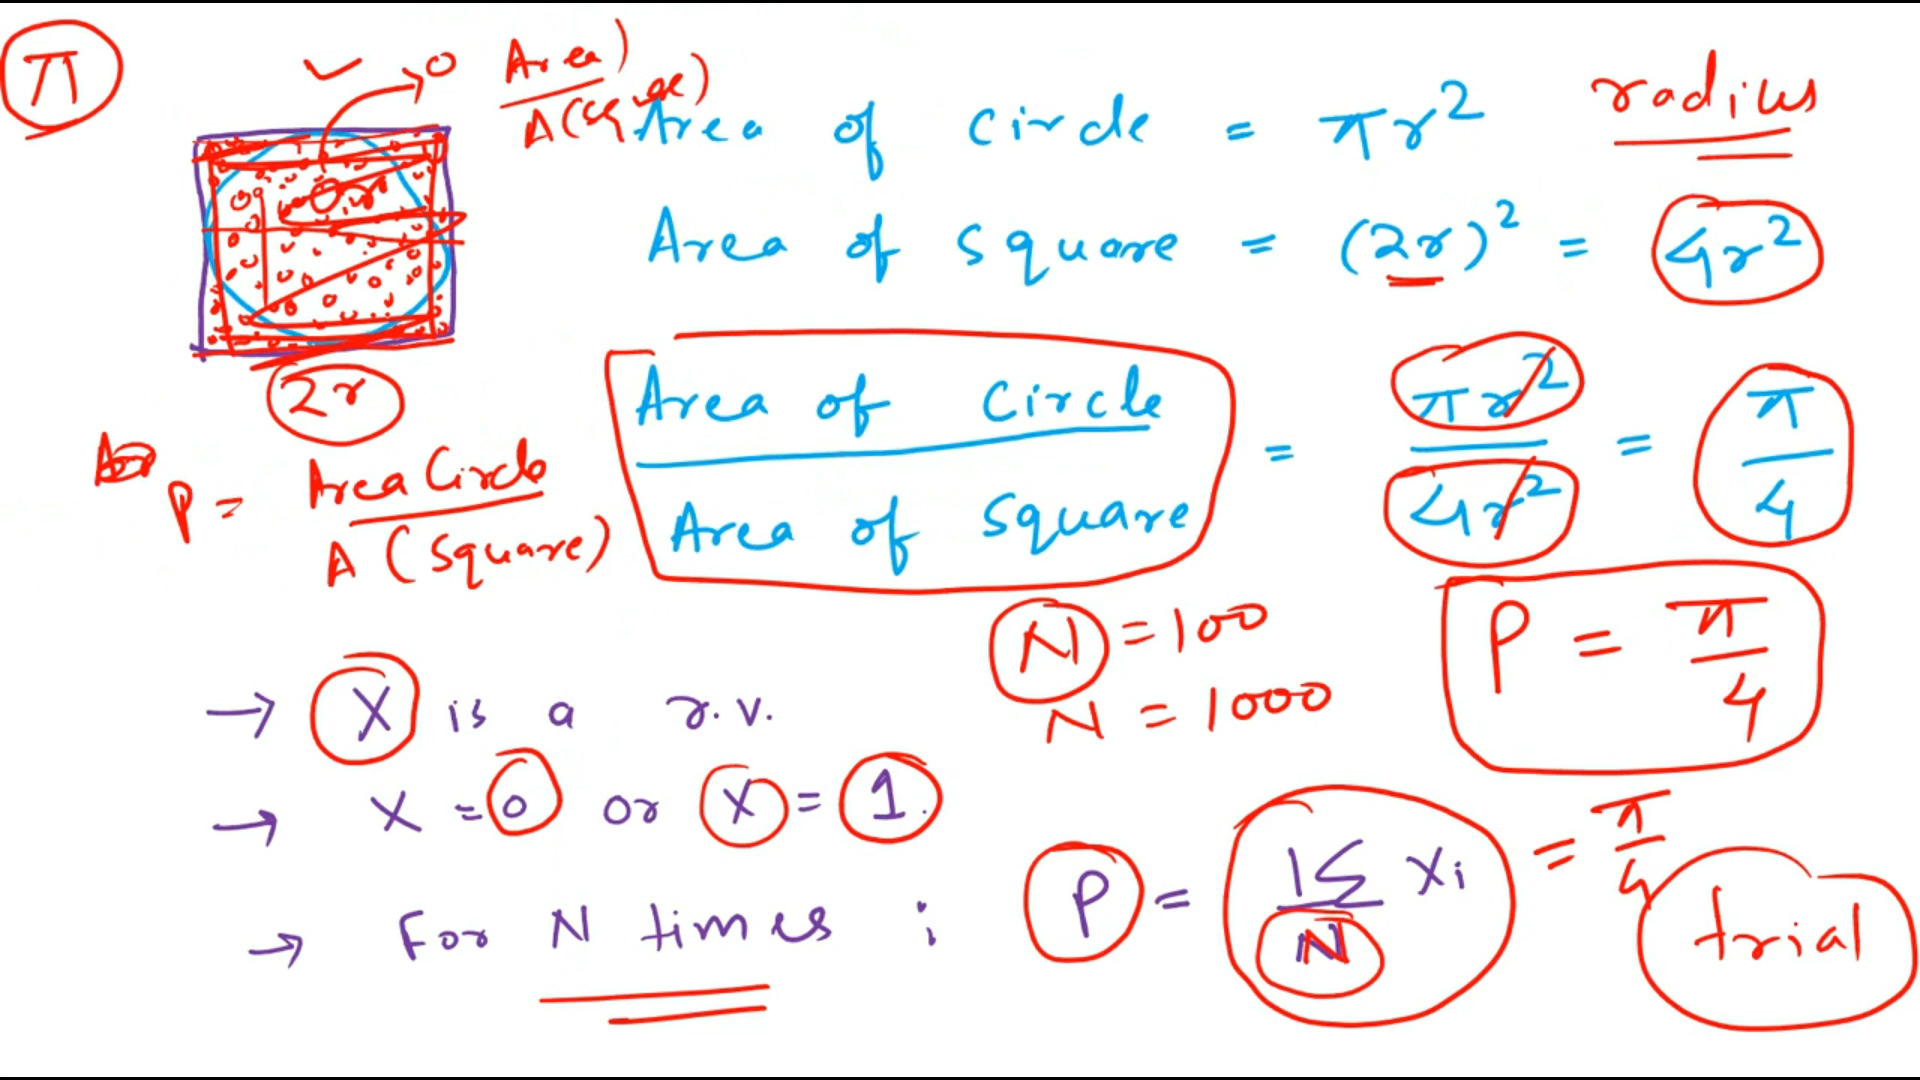 π
0
Area)
A(square)
Area of circle = πr²
radius
Area of square = (2r)² = 4r²
2r
P = Area Circle
A (square)
Area of Circle
Area of Square
= πr²
4r²
= π
4
N = 100
N = 1000
P = π
4
→ X is a r.v.
→ X = 0 or X = 1.
→ For N times ; P = 1 Σ Xi
N
= π
4
trial